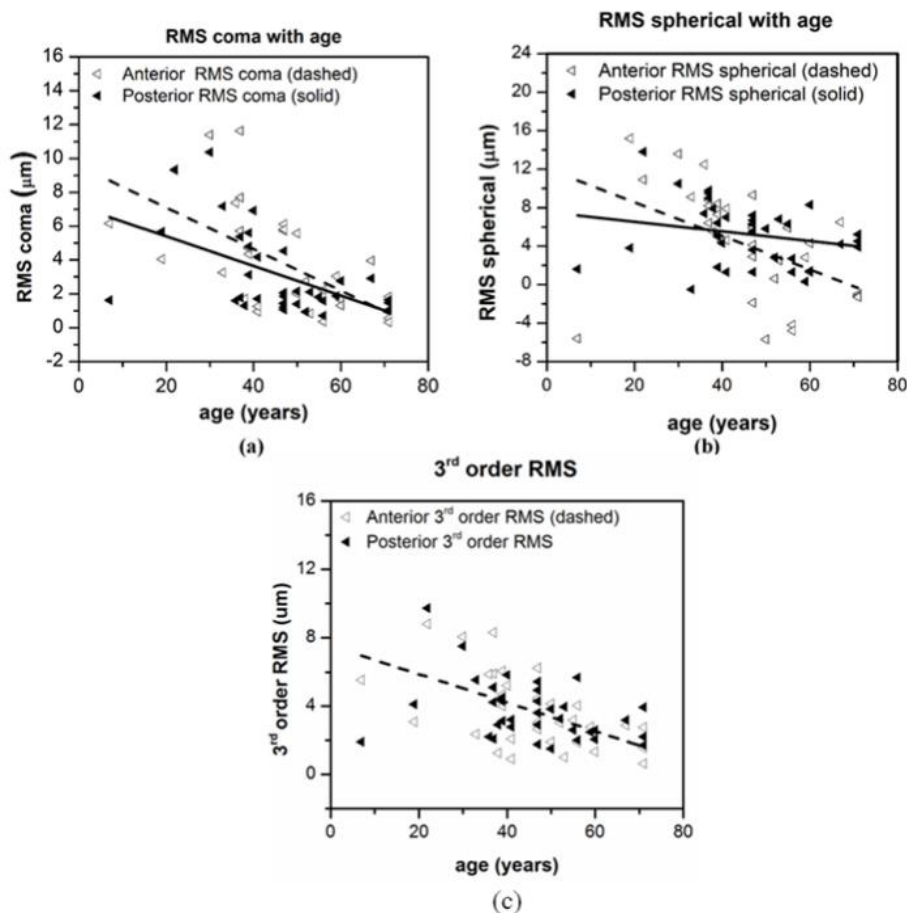 RMS coma with age
16
14
12
10
8
6
4
2
0
-2
RMS coma (μm)
Anterior RMS coma (dashed)
Posterior RMS coma (solid)
0 20 40 60 80
age (years)
(a)
RMS spherical with age
24
20
16
12
8
4
0
-4
-8
RMS spherical (μm)
Anterior RMS spherical (dashed)
Posterior RMS spherical (solid)
0 20 40 60 80
age (years)
(b)
3rd order RMS
16
12
8
4
0
3rd order RMS (um)
Anterior 3rd order RMS (dashed)
Posterior 3rd order RMS
0 20 40 60 80
age (years)
(c)